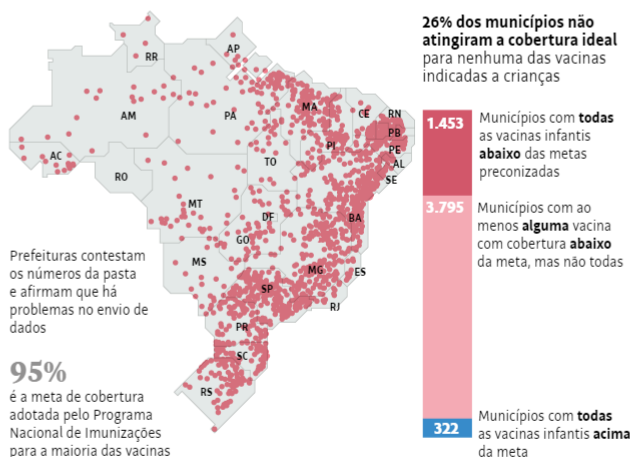 26% dos municípios não
atingiram a cobertura ideal
para nenhuma das vacinas
indicadas a crianças
RR
AP
AM
PA
MA
CE
RN
PB
PE
AL
SE
PI
AC
RO
TO
MT
BA
DF
GO
MS
MG
ES
SP
RJ
PR
SC
RS
1.453
Municípios com todas
as vacinas infantis
abaixo das metas
preconizadas
3.795
Municípios com ao
menos alguma vacina
com cobertura abaixo
da meta, mas não todas
322
Municípios com todas
as vacinas infantis acima
da meta
Prefeituras contestam
os números da pasta
e afirmam que há
problemas no envio de
dados
95%
é a meta de cobertura
adotada pelo Programa
Nacional de Imunizações
para a maioria das vacinas